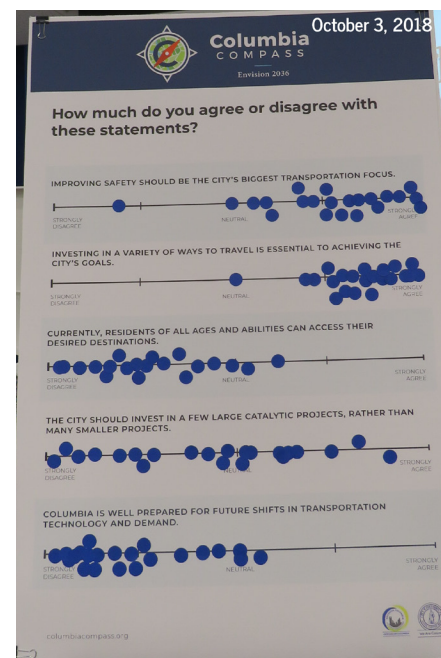 October 3, 2018
Columbia
COMPASS
Envision 2036
How much do you agree or disagree with
these statements?
IMPROVING SAFETY SHOULD BE THE CITY'S BIGGEST TRANSPORTATION FOCUS.
STRONGLY
DISAGREE
NEUTRAL
STRONGLY
AGREE
INVESTING IN A VARIETY OF WAYS TO TRAVEL IS ESSENTIAL TO ACHIEVING THE
CITY'S GOALS.
STRONGLY
DISAGREE
NEUTRAL
STRONGLY
AGREE
CURRENTLY, RESIDENTS OF ALL AGES AND ABILITIES CAN ACCESS THEIR
DESIRED DESTINATIONS.
STRONGLY
DISAGREE
NEUTRAL
STRONGLY
AGREE
THE CITY SHOULD INVEST IN A FEW LARGE CATALYTIC PROJECTS, RATHER THAN
MANY SMALLER PROJECTS.
STRONGLY
DISAGREE
NEUTRAL
STRONGLY
AGREE
COLUMBIA IS WELL PREPARED FOR FUTURE SHIFTS IN TRANSPORTATION
TECHNOLOGY AND DEMAND.
STRONGLY
DISAGREE
NEUTRAL
STRONGLY
AGREE
columbiacompass.org